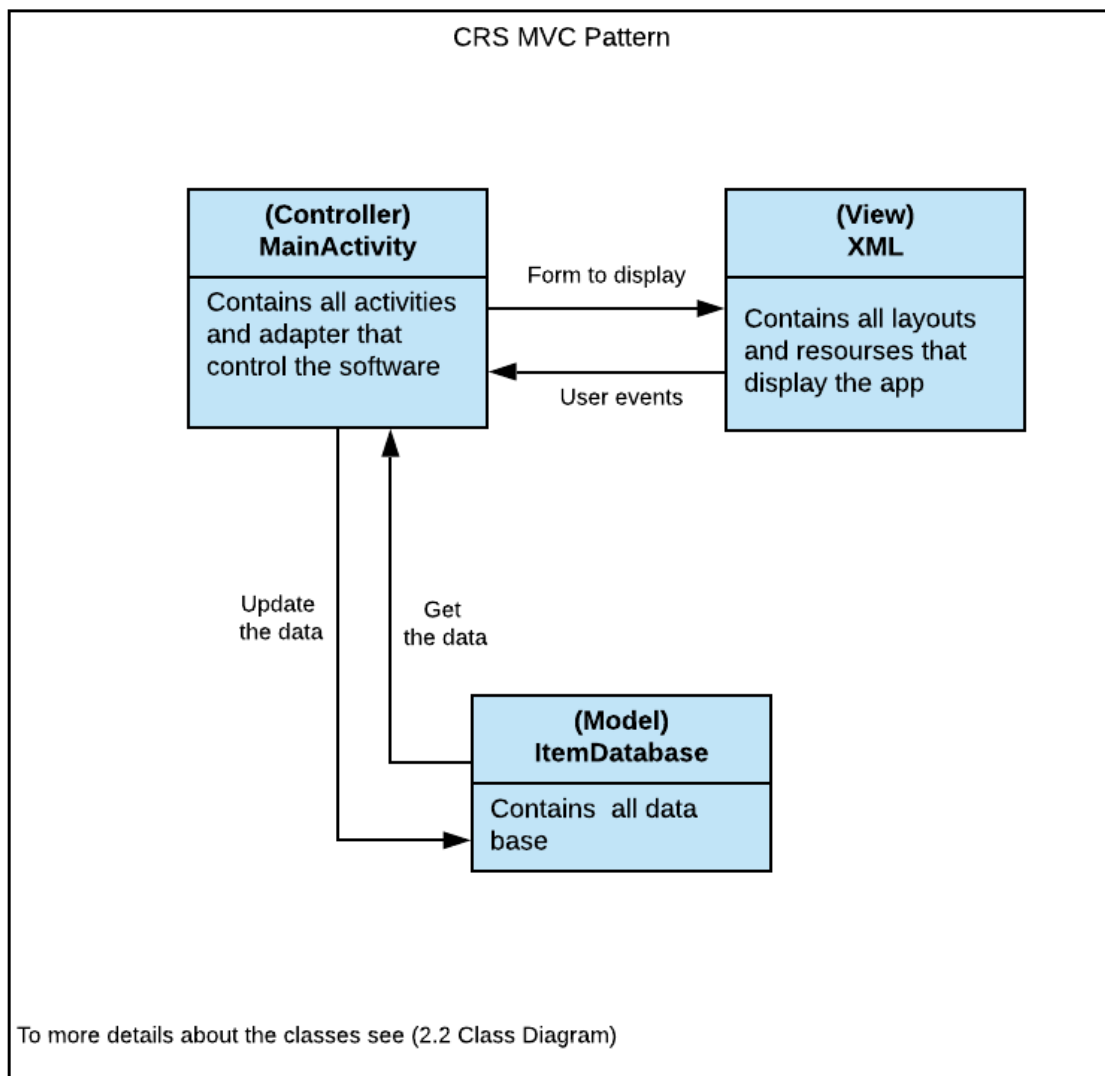 CRS MVC Pattern
(Controller)
MainActivity
Contains all activities
and adapter that
control the software
Form to display
User events
(View)
XML
Contains all layouts
and resourses that
display the app
Update
the data
Get
the data
(Model)
ItemDatabase
Contains  all data
base
To more details about the classes see (2.2 Class Diagram)